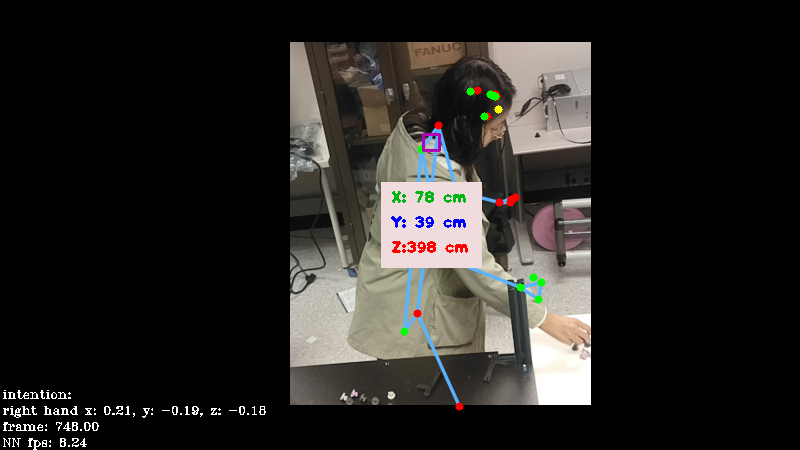 FANUC
X: 78 cm
Y: 39 cm
Z:398 cm
intention:
right hand x: 0.21, y: -0.19, z: -0.18
frame: 748.00
NN fps: 8.24